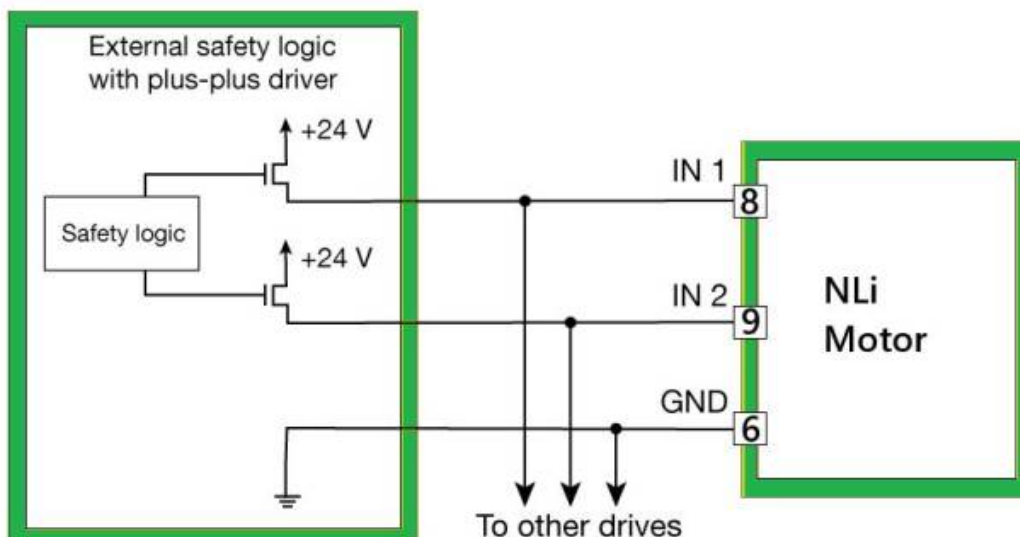 External safety logic
with plus-plus driver
+24 V
Safety logic
+24 V
IN 1
8
IN 2
9
GND
6
NLi
Motor
To other drives